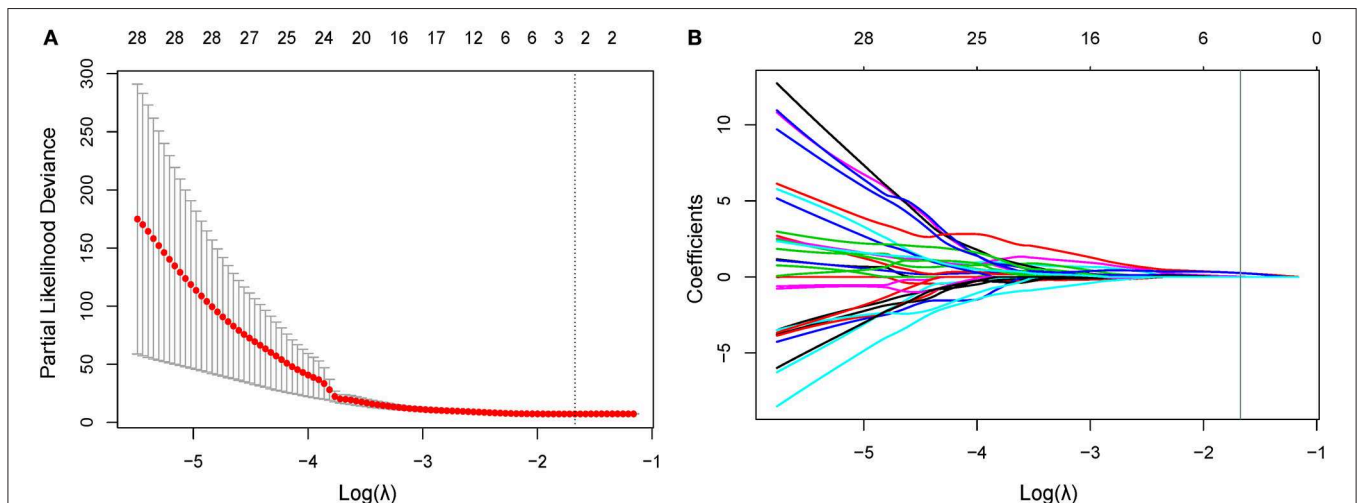 A
28 28 28 27 25 24 20 16 17 12 6 6 3 2 2
300
250
200
150
100
50
0
Partial Likelihood Deviance
−5 −4 −3 −2 −1
Log(λ)
B
28 25 16 6 0
10
5
0
−5
Coefficients
−5 −4 −3 −2 −1
Log(λ)